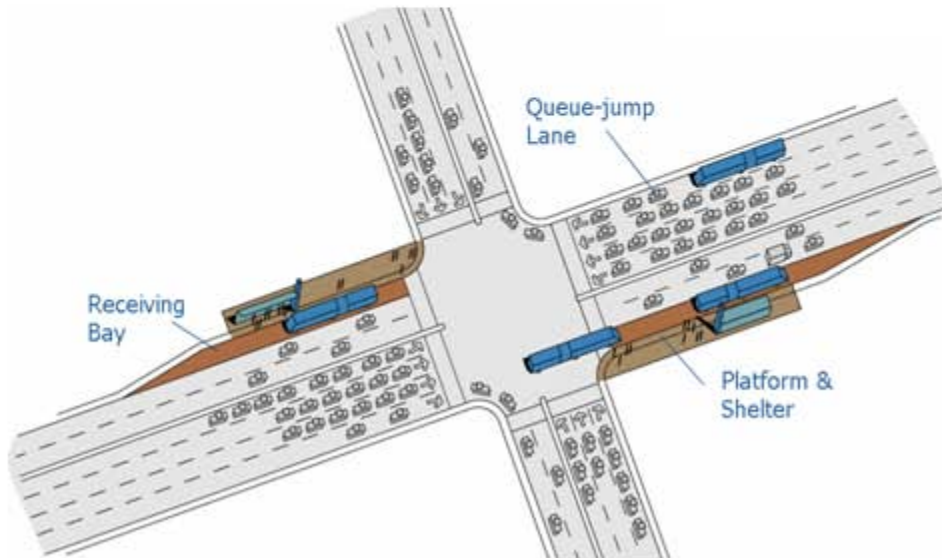 Queue-jump
Lane
Receiving
Bay
Platform &
Shelter